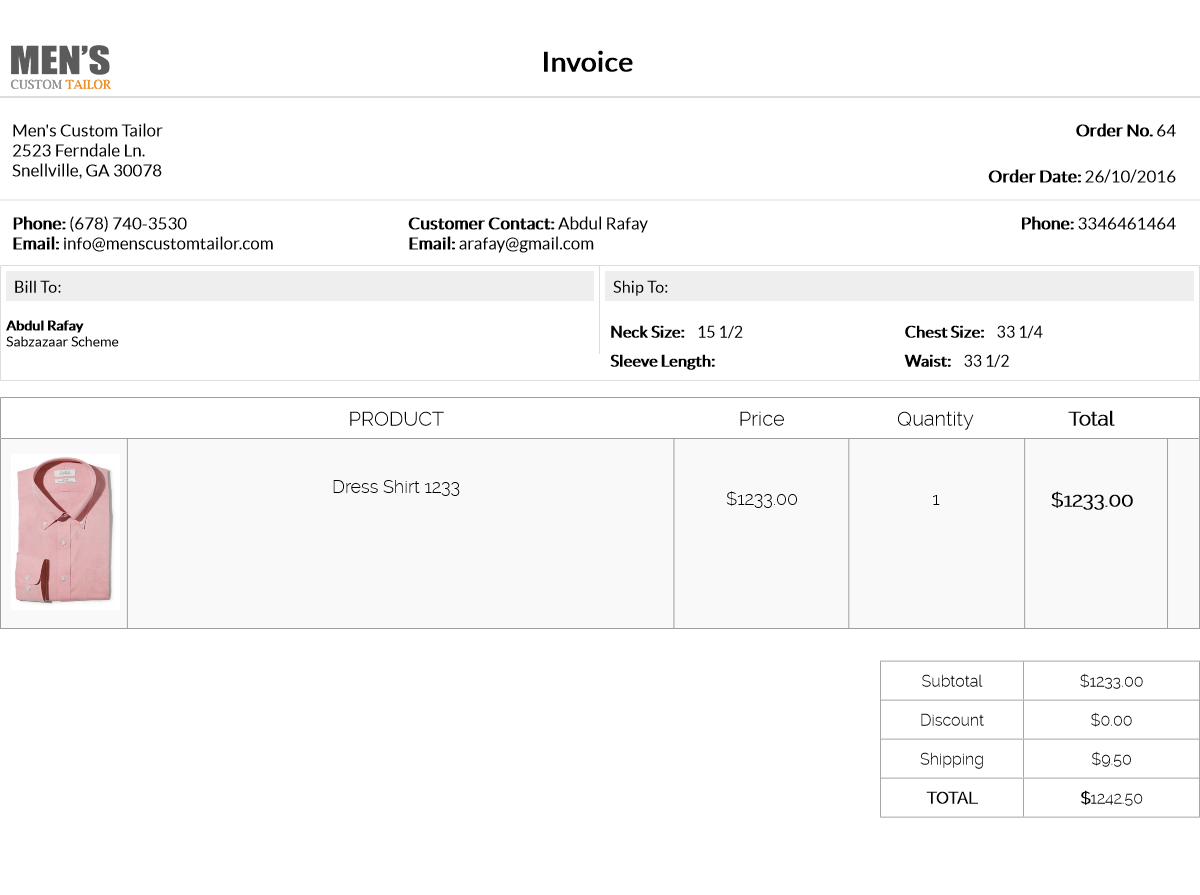 MEN'S
CUSTOM TAILOR
Invoice
Men's Custom Tailor
2523 Ferndale Ln.
Snellville, GA 30078
Order No. 64
Order Date: 26/10/2016
Phone: (678) 740-3530
Email: info@menscustomtailor.com
Customer Contact: Abdul Rafay
Email: arafay@gmail.com
Phone: 3346461464
Bill To:
Abdul Rafay
Sabzazaar Scheme
Ship To:
Neck Size: 15 1/2 Chest Size: 33 1/4
Sleeve Length: Waist: 33 1/2
PRODUCT Price Quantity Total
Dress Shirt 1233 $1233.00 1 $1233.00
Subtotal $1233.00
Discount $0.00
Shipping $9.50
TOTAL $1242.50